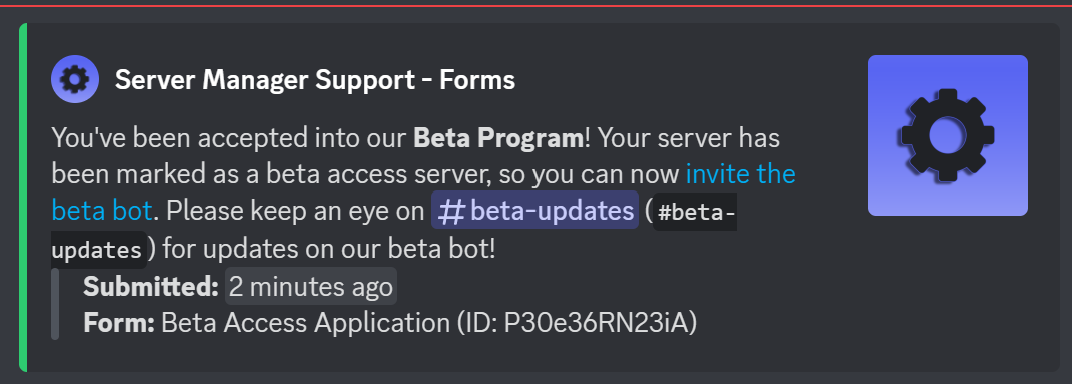 Server Manager Support - Forms
You've been accepted into our Beta Program! Your server has
been marked as a beta access server, so you can now invite the
beta bot. Please keep an eye on #beta-updates (#beta-
updates) for updates on our beta bot!
Submitted: 2 minutes ago
Form: Beta Access Application (ID: P30e36RN23iA)